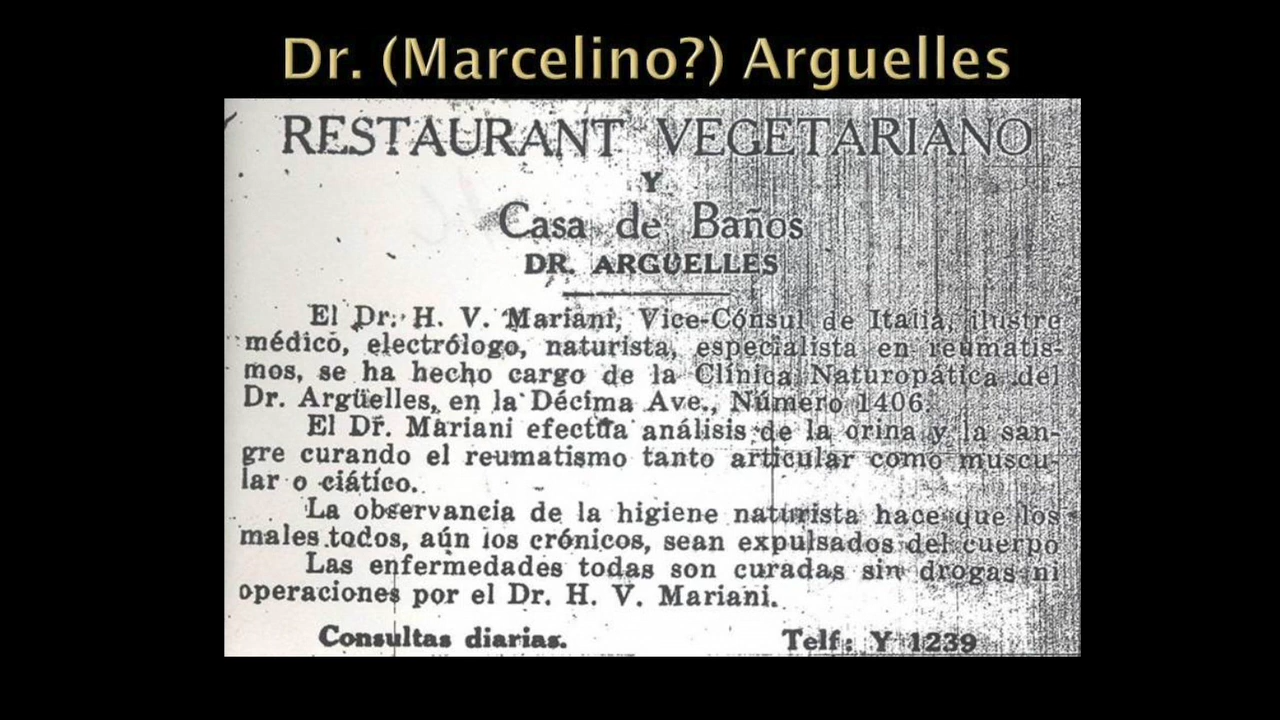 Dr. (Marcelino?) Arguelles
RESTAURANT VEGETARIANO
Y
Casa de Baños
DR. ARGÜELLES
El Dr. H. V. Mariani, Vice-Cónsul de Italia, ilustre
médico, electrólogo, naturista, especialista en reumatis-
mos, se ha hecho cargo de la Clínica Naturopática del
Dr. Argüelles, en la Décima Ave., Número 1406.
El Dr. Mariani efectúa análisis de la orina y la san-
gre curando el reumatismo tanto articular como muscu-
lar o ciático.
La observancia de la higiene naturista hace que los
males todos, aún los crónicos, sean expulsados del cuerpo
Las enfermedades todas son curadas sin drogas ni
operaciones por el Dr. H. V. Mariani.
Consultas diarias. Telf: Y 1239